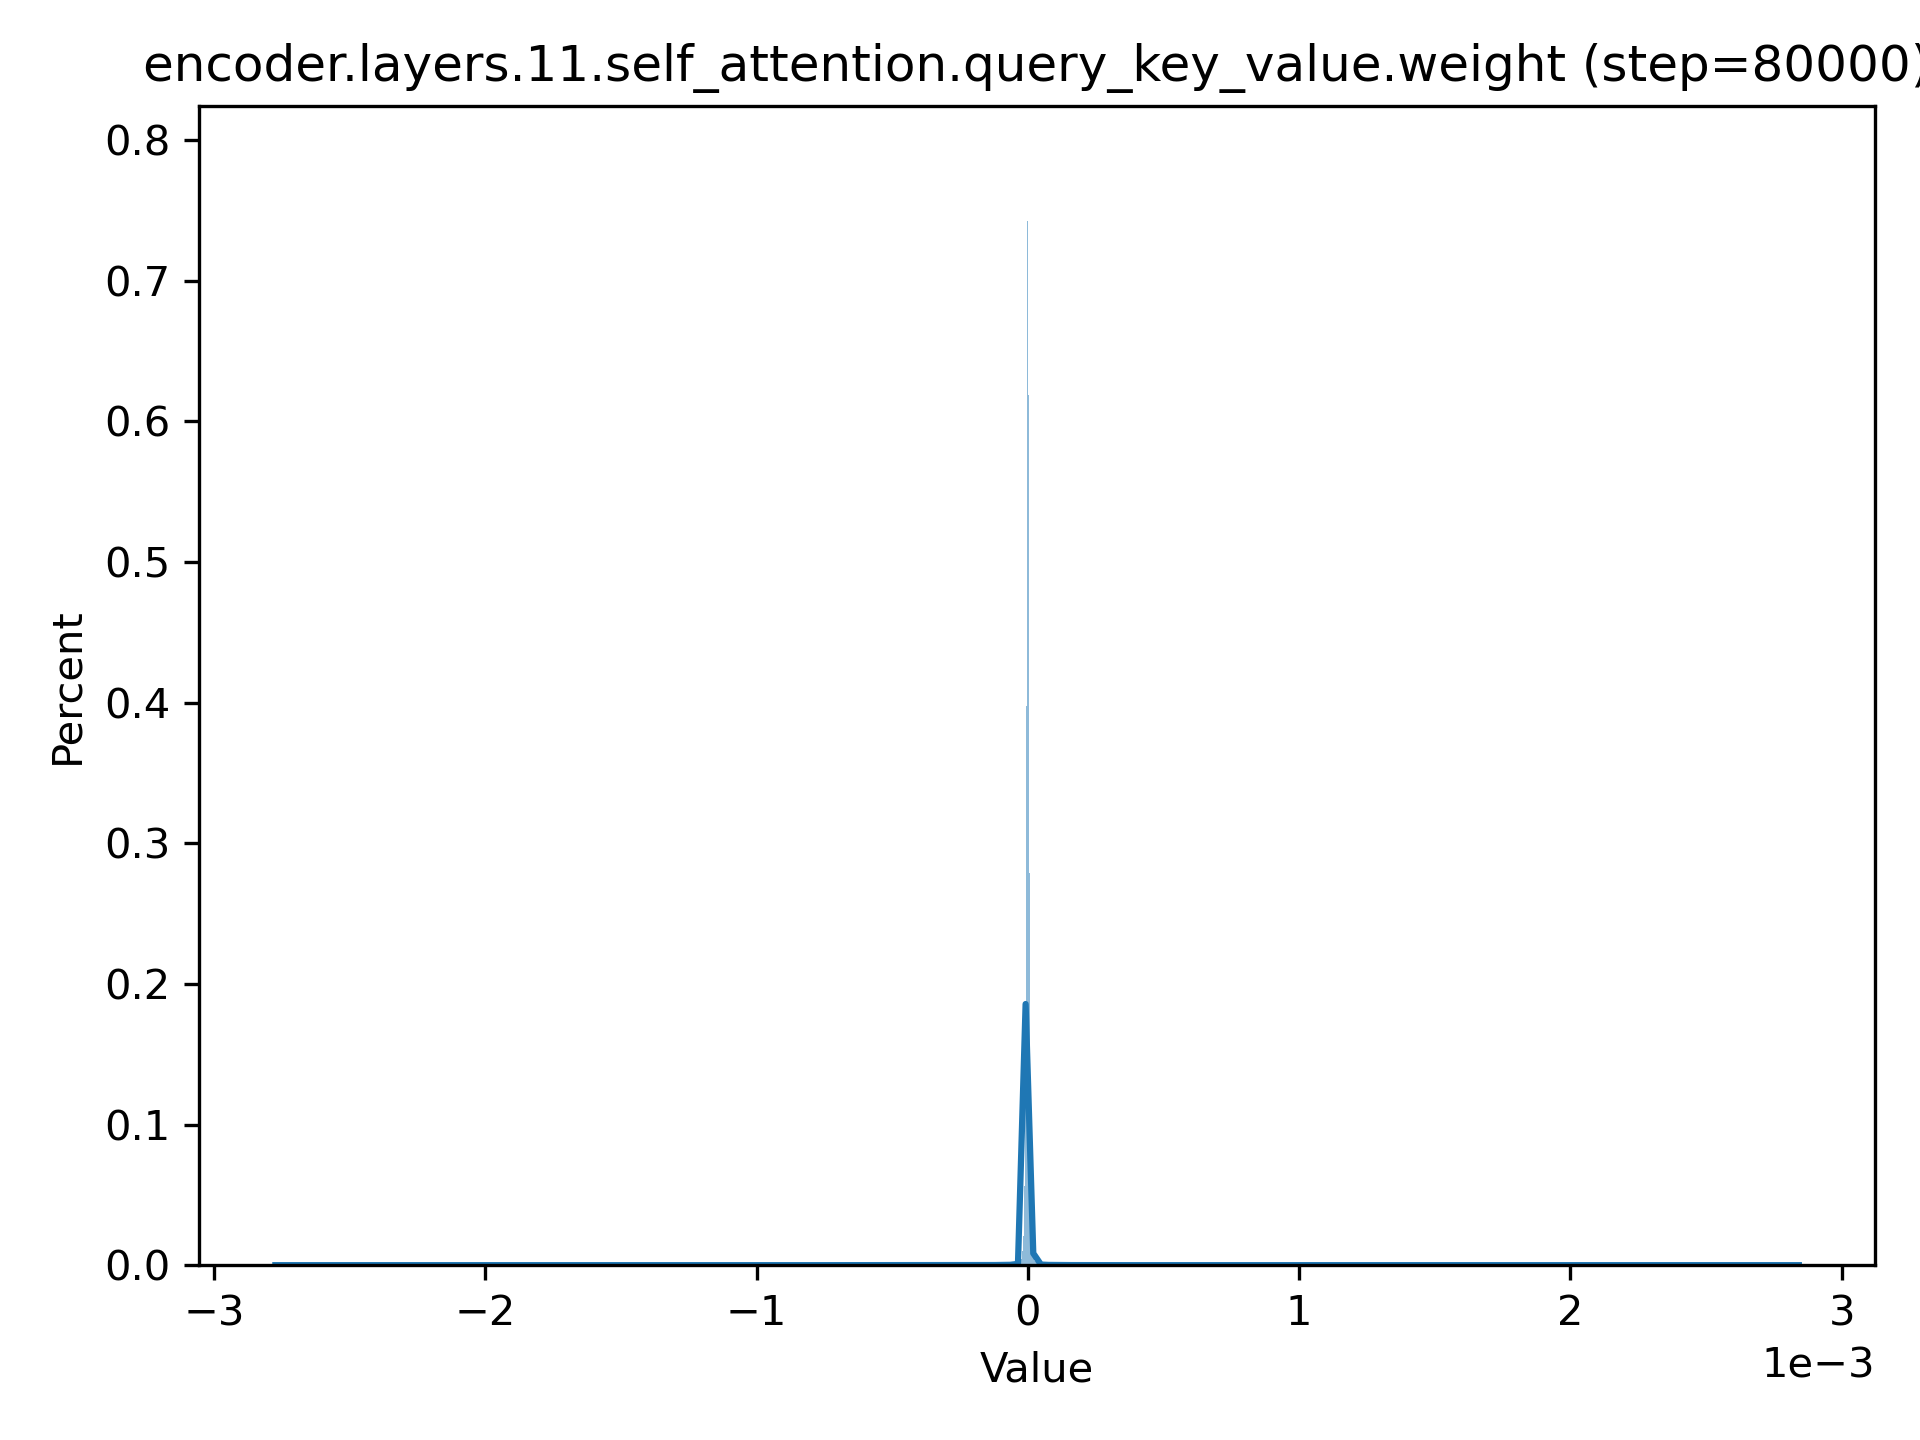 encoder.layers.11.self_attention.query_key_value.weight (step=80000)
0.8
0.7
0.6
0.5
0.4
0.3
0.2
0.1
0.0
Percent
−3 −2 −1 0 1 2 3
Value
1e−3